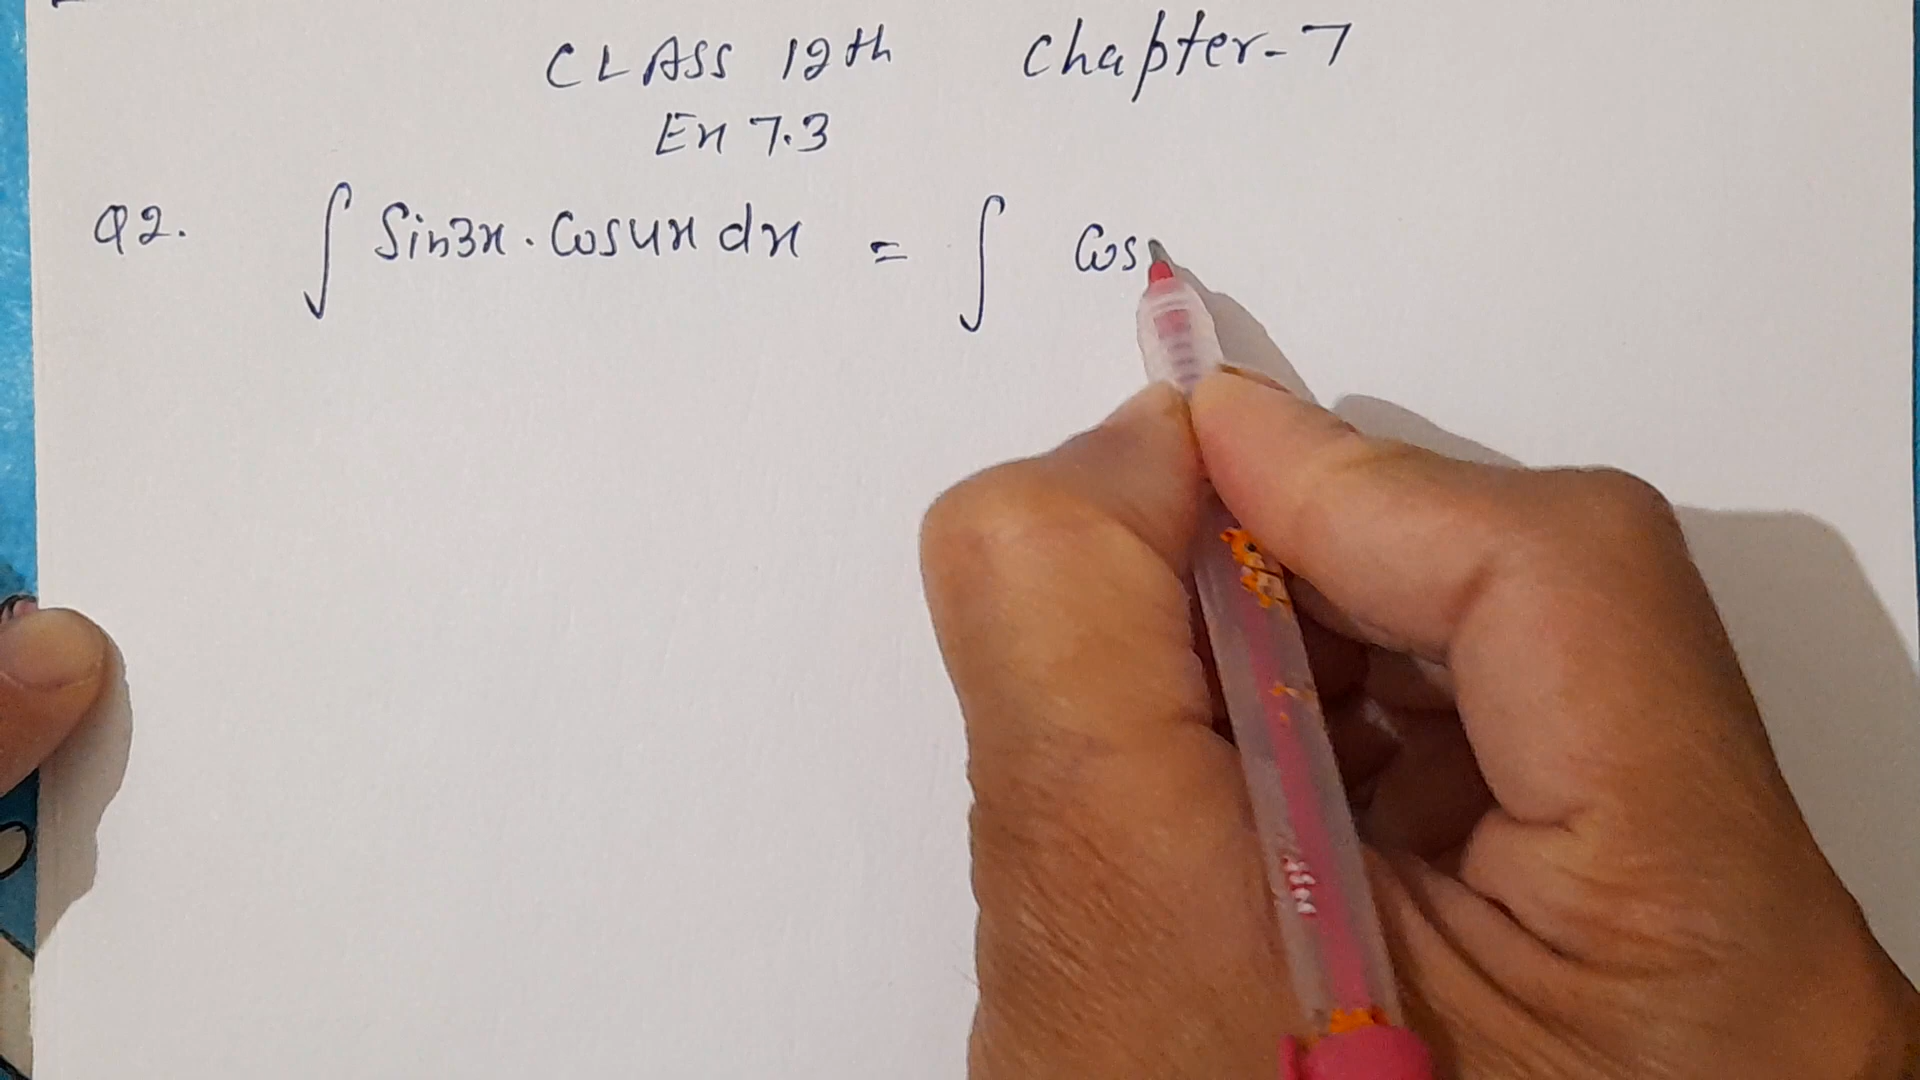 CLASS 12th Chapter-7
Ex 7.3
Q2. ∫ Sin3x . Cos4x dx = ∫ Cos